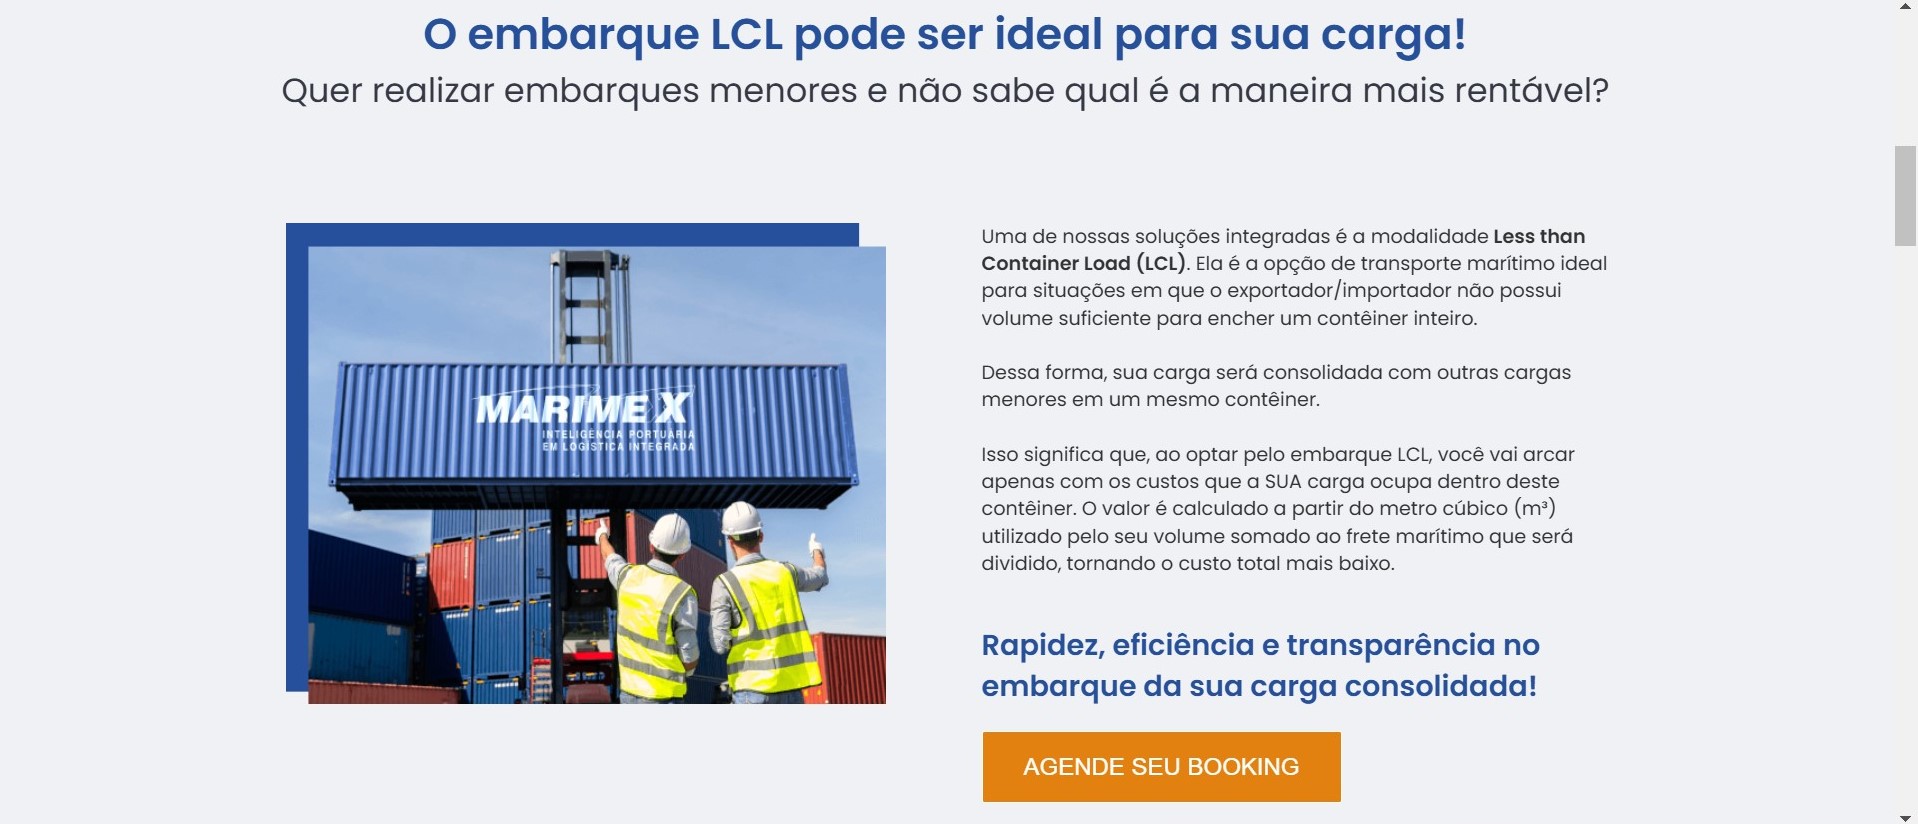 O embarque LCL pode ser ideal para sua carga!
Quer realizar embarques menores e não sabe qual é a maneira mais rentável?
MARIMEX
INTELIGÊNCIA PORTUÁRIA
EM LOGÍSTICA INTEGRADA
Uma de nossas soluções integradas é a modalidade Less than
Container Load (LCL). Ela é a opção de transporte marítimo ideal
para situações em que o exportador/importador não possui
volume suficiente para encher um contêiner inteiro.
Dessa forma, sua carga será consolidada com outras cargas
menores em um mesmo contêiner.
Isso significa que, ao optar pelo embarque LCL, você vai arcar
apenas com os custos que a SUA carga ocupa dentro deste
contêiner. O valor é calculado a partir do metro cúbico (m³)
utilizado pelo seu volume somado ao frete marítimo que será
dividido, tornando o custo total mais baixo.
Rapidez, eficiência e transparência no
embarque da sua carga consolidada!
AGENDE SEU BOOKING